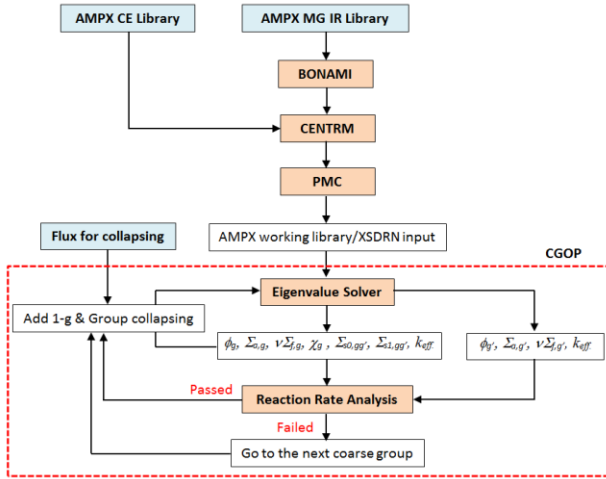 AMPX CE Library
AMPX MG IR Library
BONAMI
CENTRM
PMC
Flux for collapsing
AMPX working library/XSDRN input
CGOP
Eigenvalue Solver
Add 1-g & Group collapsing
ϕg, Σa,g, νΣf,g, χg, Σs0,gg', Σs1,gg', keff
ϕg', Σa,g', νΣf,g', keff
Passed
Reaction Rate Analysis
Failed
Go to the next coarse group